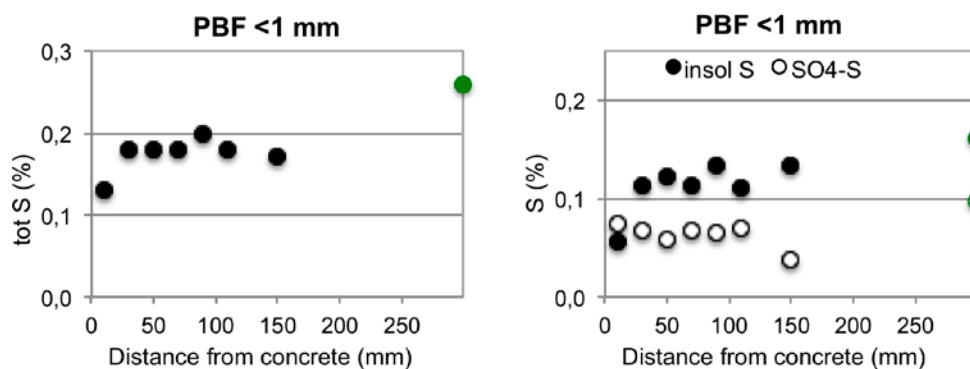 PBF <1 mm
0,3
0,2
0,1
0,0
tot S (%)
0 50 100 150 200 250
Distance from concrete (mm)
PBF <1 mm
insol S SO4-S
0,2
0,1
0,0
S (%)
0 50 100 150 200 250
Distance from concrete (mm)